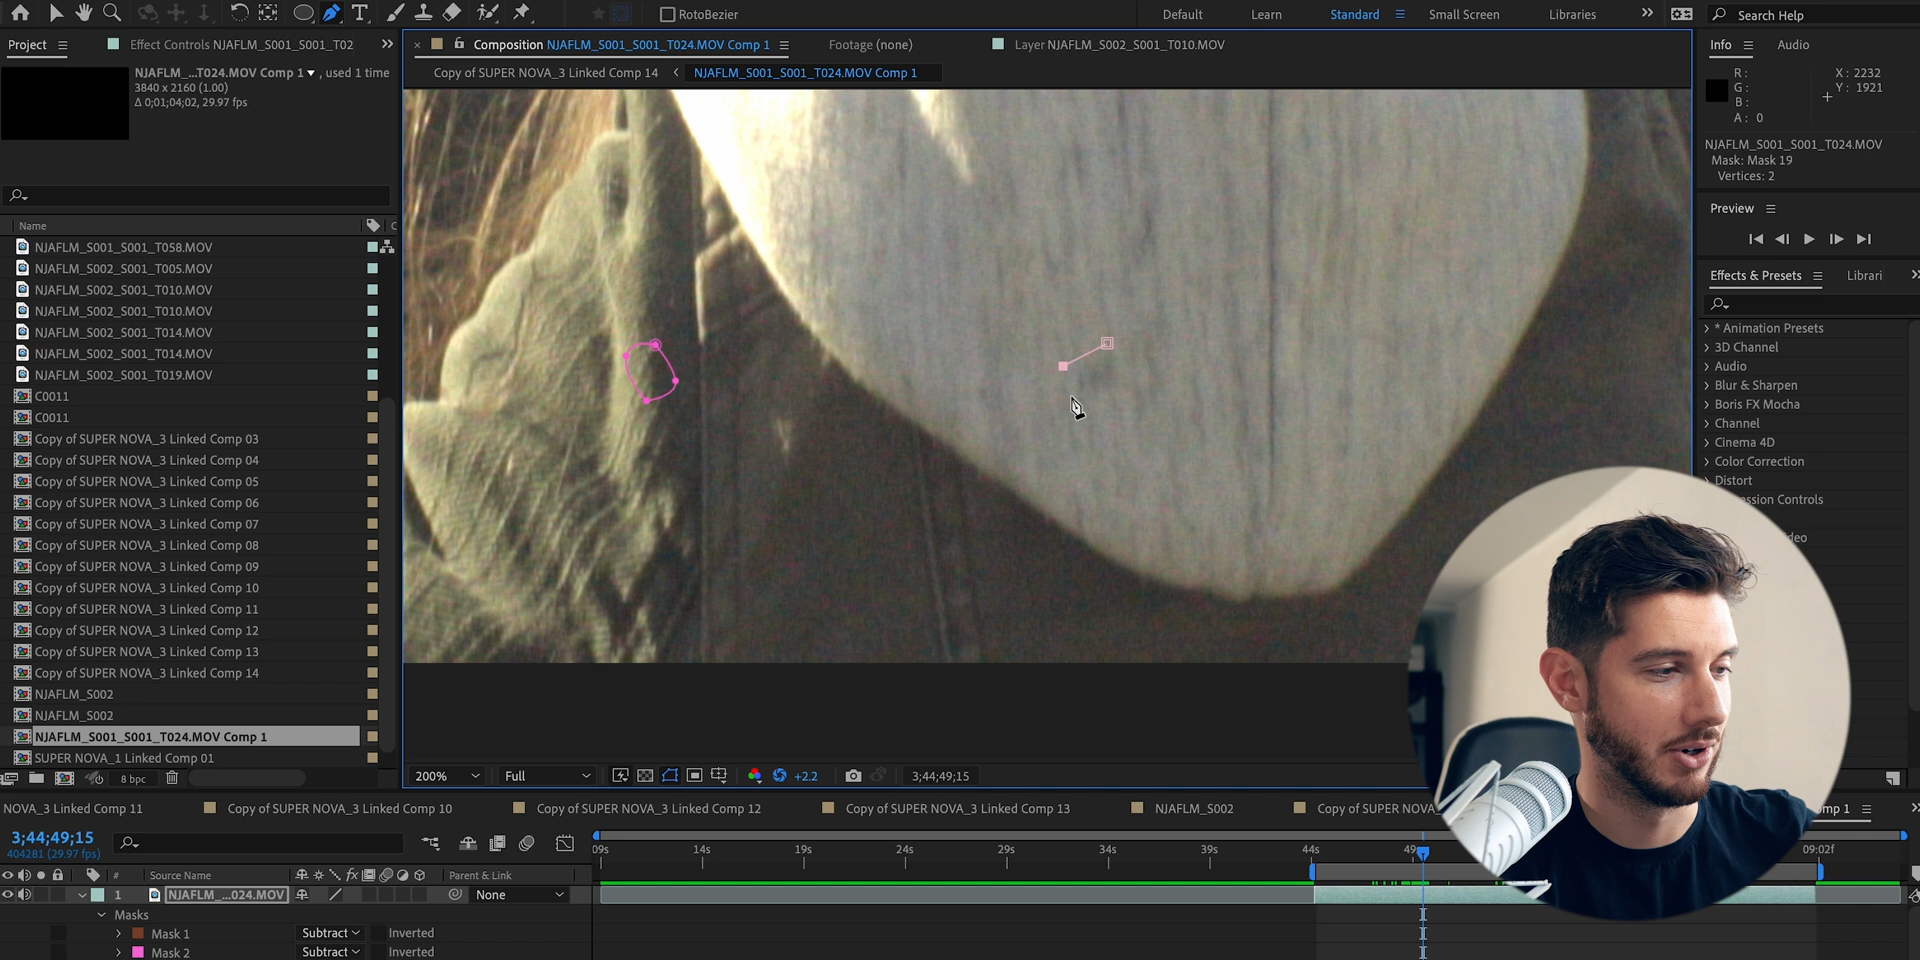 RotoBezier
Default
Learn
Standard
Small Screen
Libraries
Search Help
Project
Effect Controls NJAFLM_S001_S001_T02
Composition NJAFLM_S001_S001_T024.MOV Comp 1
Footage (none)
Layer NJAFLM_S002_S001_T010.MOV
Info
Audio
NJAFLM_...T024.MOV Comp 1 , used 1 time
3840 x 2160 (1.00)
Δ 0;01;04;02, 29.97 fps
Copy of SUPER NOVA_3 Linked Comp 14
NJAFLM_S001_S001_T024.MOV Comp 1
R :
G :
B :
A : 0
X : 2232
Y : 1921
NJAFLM_S001_S001_T024.MOV
Mask: Mask 19
Vertices: 2
Preview
Effects & Presets
Librari
* Animation Presets
3D Channel
Audio
Blur & Sharpen
Boris FX Mocha
Channel
Cinema 4D
Color Correction
Distort
ession Controls
Name
NJAFLM_S001_S001_T058.MOV
NJAFLM_S002_S001_T005.MOV
NJAFLM_S002_S001_T010.MOV
NJAFLM_S002_S001_T010.MOV
NJAFLM_S002_S001_T014.MOV
NJAFLM_S002_S001_T014.MOV
NJAFLM_S002_S001_T019.MOV
C0011
C0011
Copy of SUPER NOVA_3 Linked Comp 03
Copy of SUPER NOVA_3 Linked Comp 04
Copy of SUPER NOVA_3 Linked Comp 05
Copy of SUPER NOVA_3 Linked Comp 06
Copy of SUPER NOVA_3 Linked Comp 07
Copy of SUPER NOVA_3 Linked Comp 08
Copy of SUPER NOVA_3 Linked Comp 09
Copy of SUPER NOVA_3 Linked Comp 10
Copy of SUPER NOVA_3 Linked Comp 11
Copy of SUPER NOVA_3 Linked Comp 12
Copy of SUPER NOVA_3 Linked Comp 13
Copy of SUPER NOVA_3 Linked Comp 14
NJAFLM_S002
NJAFLM_S002
NJAFLM_S001_S001_T024.MOV Comp 1
SUPER NOVA_1 Linked Comp 01
8 bpc
200%
Full
+2.2
3;44;49;15
NOVA_3 Linked Comp 11
Copy of SUPER NOVA_3 Linked Comp 10
Copy of SUPER NOVA_3 Linked Comp 12
Copy of SUPER NOVA_3 Linked Comp 13
NJAFLM_S002
Copy of SUPER NOVA_
mp 1
3;44;49;15
404281 (29.97 fps)
09s
14s
19s
24s
29s
34s
39s
44s
49
09:02f
#
Source Name
Parent & Link
1
NJAFLM_...024.MOV
None
Masks
Mask 1
Subtract
Inverted
Mask 2
Subtract
Inverted